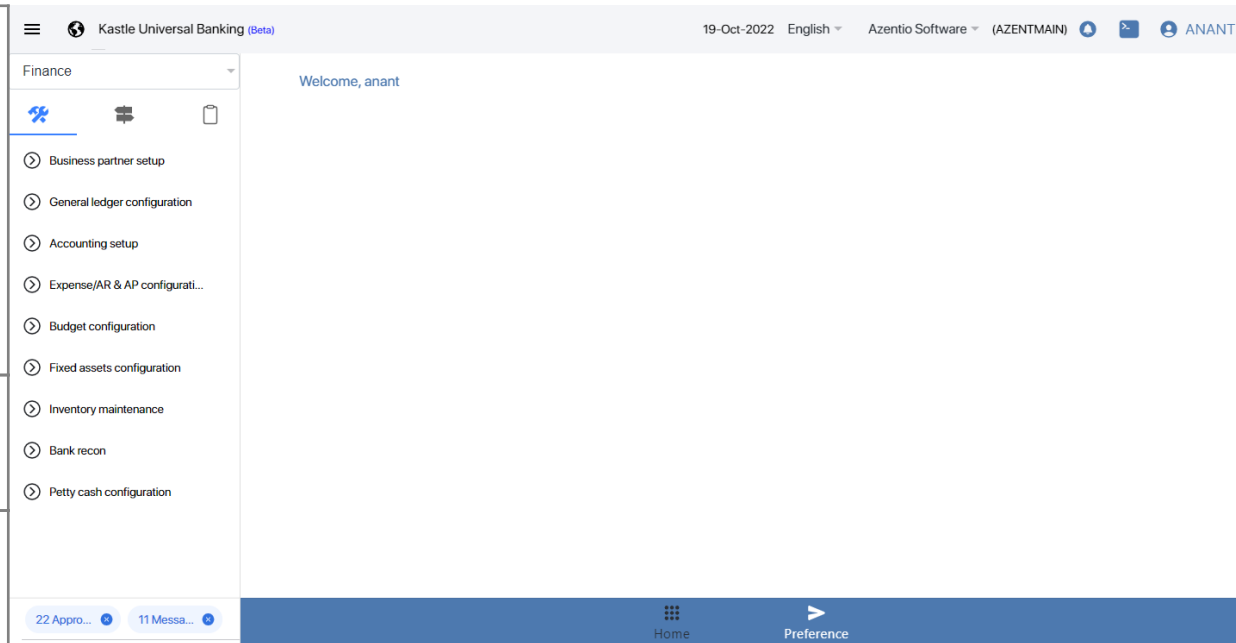 Kastle Universal Banking (Beta)
19-Oct-2022 English Azentio Software (AZENTMAIN) ANANT
Finance
Welcome, anant
Business partner setup
General ledger configuration
Accounting setup
Expense/AR & AP configurati...
Budget configuration
Fixed assets configuration
Inventory maintenance
Bank recon
Petty cash configuration
22 Appro... 11 Messa...
Home Preference